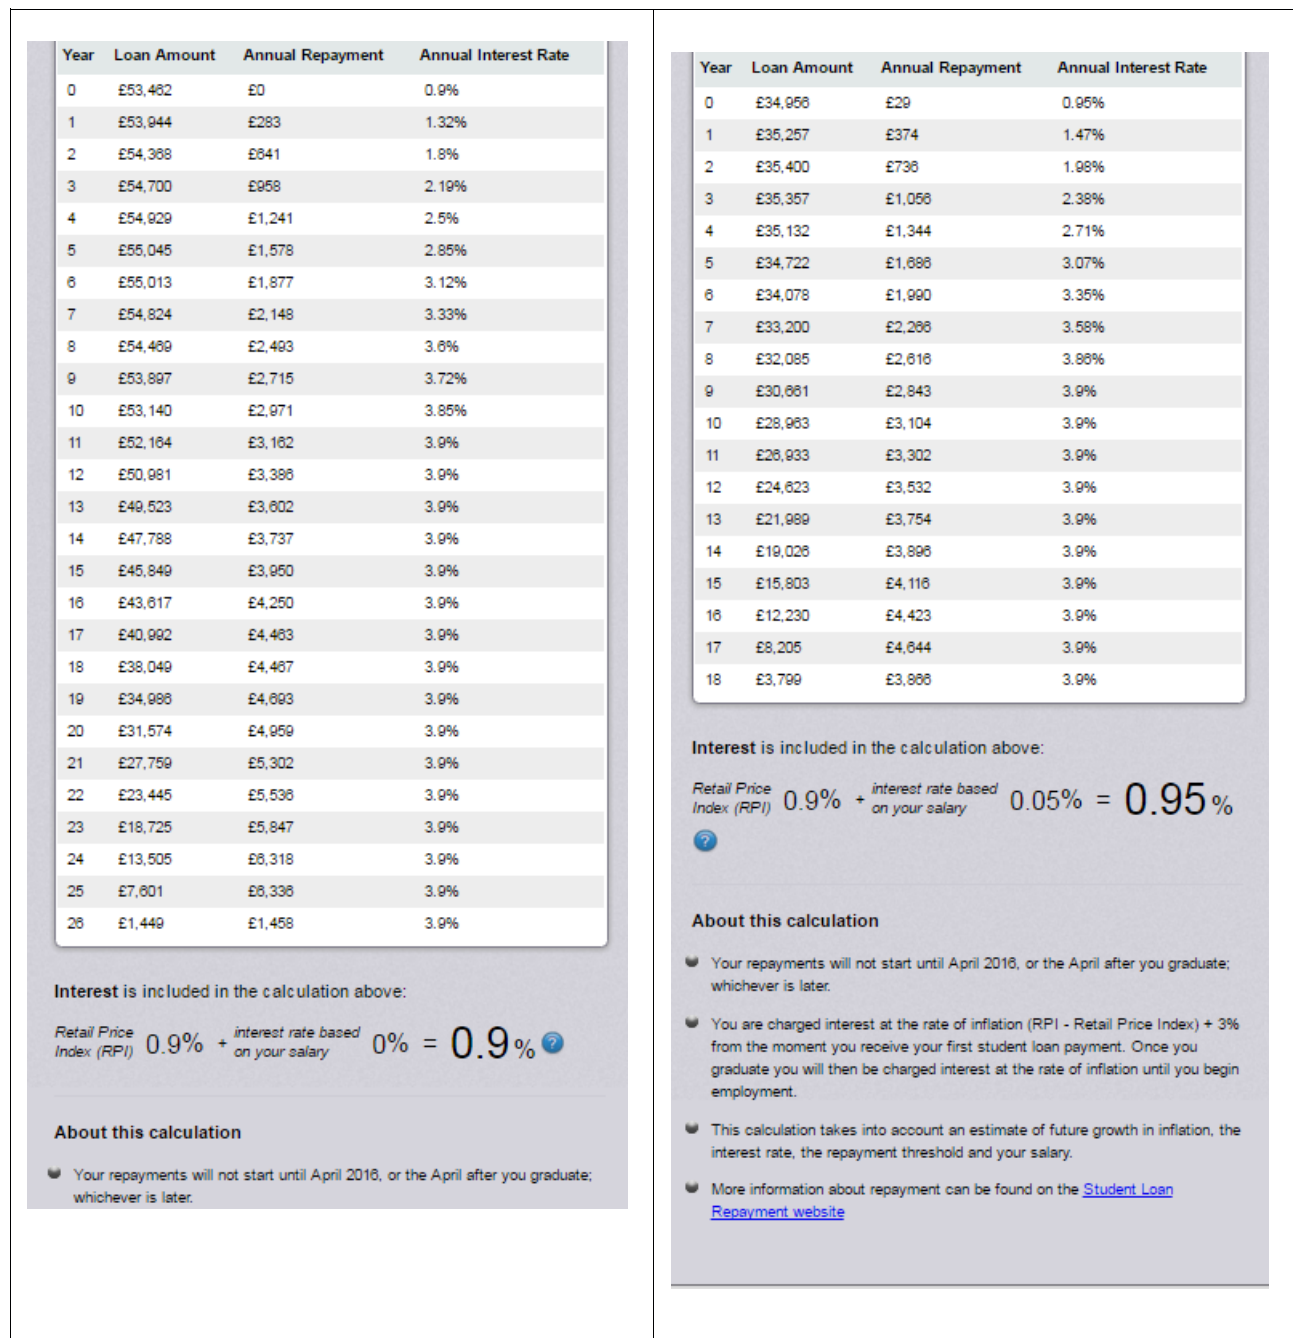 Year Loan Amount Annual Repayment Annual Interest Rate
0 £53,462 £0 0.9%
1 £53,944 £283 1.32%
2 £54,368 £641 1.8%
3 £54,700 £958 2.19%
4 £54,929 £1,241 2.5%
5 £55,045 £1,578 2.85%
6 £55,013 £1,877 3.12%
7 £54,824 £2,148 3.33%
8 £54,469 £2,493 3.6%
9 £53,897 £2,715 3.72%
10 £53,140 £2,971 3.85%
11 £52,164 £3,162 3.9%
12 £50,981 £3,386 3.9%
13 £49,523 £3,602 3.9%
14 £47,788 £3,737 3.9%
15 £45,849 £3,950 3.9%
16 £43,617 £4,250 3.9%
17 £40,992 £4,463 3.9%
18 £38,049 £4,467 3.9%
19 £34,986 £4,693 3.9%
20 £31,574 £4,959 3.9%
21 £27,759 £5,302 3.9%
22 £23,445 £5,536 3.9%
23 £18,725 £5,847 3.9%
24 £13,505 £6,318 3.9%
25 £7,601 £6,336 3.9%
26 £1,449 £1,458 3.9%
Interest is included in the calculation above:
Retail Price Index (RPI) 0.9% + interest rate based on your salary 0% = 0.9% ?
About this calculation
Your repayments will not start until April 2016, or the April after you graduate;
whichever is later.
Year Loan Amount Annual Repayment Annual Interest Rate
0 £34,956 £29 0.95%
1 £35,257 £374 1.47%
2 £35,400 £736 1.98%
3 £35,357 £1,056 2.38%
4 £35,132 £1,344 2.71%
5 £34,722 £1,686 3.07%
6 £34,078 £1,990 3.35%
7 £33,200 £2,266 3.58%
8 £32,085 £2,616 3.86%
9 £30,661 £2,843 3.9%
10 £28,963 £3,104 3.9%
11 £26,933 £3,302 3.9%
12 £24,623 £3,532 3.9%
13 £21,989 £3,754 3.9%
14 £19,026 £3,896 3.9%
15 £15,803 £4,116 3.9%
16 £12,230 £4,423 3.9%
17 £8,205 £4,644 3.9%
18 £3,799 £3,866 3.9%
Interest is included in the calculation above:
Retail Price Index (RPI) 0.9% + interest rate based on your salary 0.05% = 0.95%
?
About this calculation
Your repayments will not start until April 2016, or the April after you graduate;
whichever is later.
You are charged interest at the rate of inflation (RPI - Retail Price Index) + 3%
from the moment you receive your first student loan payment. Once you
graduate you will then be charged interest at the rate of inflation until you begin
employment.
This calculation takes into account an estimate of future growth in inflation, the
interest rate, the repayment threshold and your salary.
More information about repayment can be found on the Student Loan
Repayment website